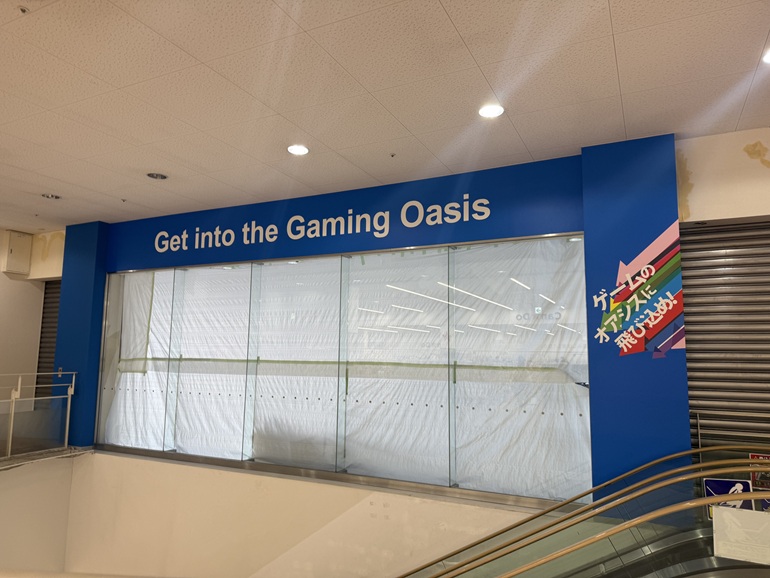 Get into the Gaming Oasis
ゲームの
オアシスに
飛び込め!